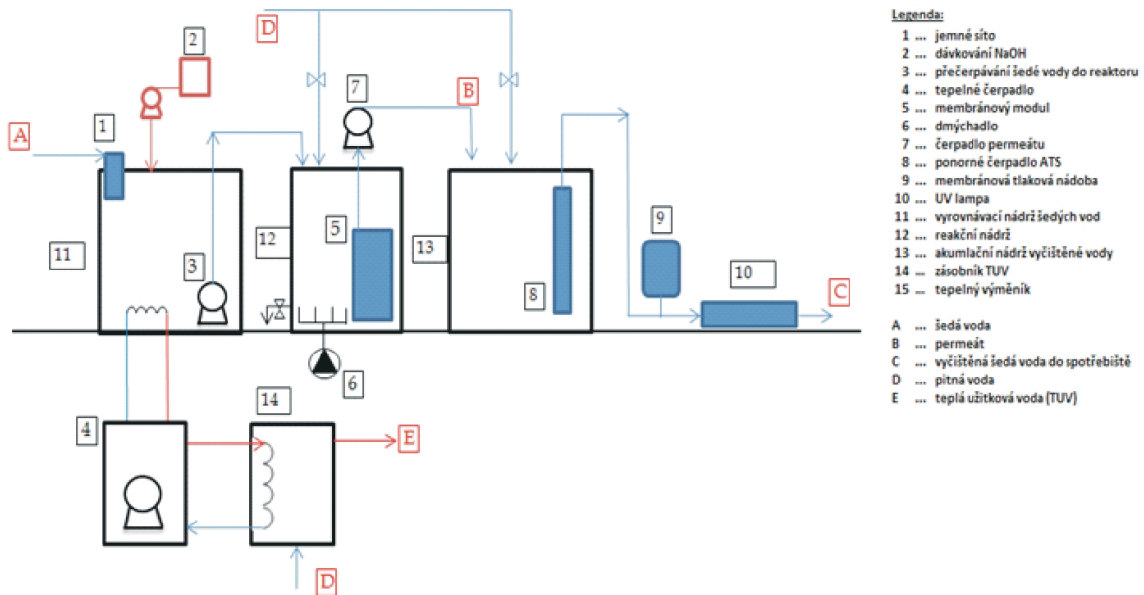 D
2
7
B
1
A
5
12
11
13
3
9
10
8
C
6
14
4
E
D
Legenda:
1 ... jemné síto
2 ... dávkování NaOH
3 ... přečerpávání šedé vody do reaktoru
4 ... tepelné čerpadlo
5 ... membránový modul
6 ... dmýchadlo
7 ... čerpadlo permeátu
8 ... ponorné čerpadlo ATS
9 ... membránová tlaková nádoba
10 ... UV lampa
11 ... vyrovnávací nádrž šedých vod
12 ... reakční nádrž
13 ... akumlační nádrž vyčištěné vody
14 ... zásobník TUV
15 ... tepelný výměník
A ... šedá voda
B ... permeát
C ... vyčištěná šedá voda do spotřebiště
D ... pitná voda
E ... teplá užitková voda (TUV)